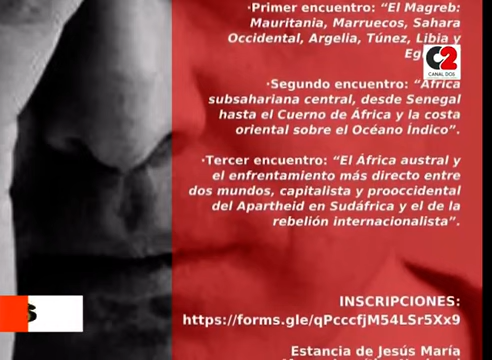 ·Primer encuentro: “El Magreb:
Mauritania, Marruecos, Sahara
Occidental, Argelia, Túnez, Libia y
C2
CANAL DOS
·Segundo encuentro: “África
subsahariana central, desde Senegal
hasta el Cuerno de África y la costa
oriental sobre el Océano Índico”.
·Tercer encuentro: “El África austral y
el enfrentamiento más directo entre
dos mundos, capitalista y prooccidental
del Apartheid en Sudáfrica y el de la
rebelión internacionalista”.
INSCRIPCIONES:
https://forms.gle/qPcccfjM54LSr5Xx9
Estancia de Jesús María